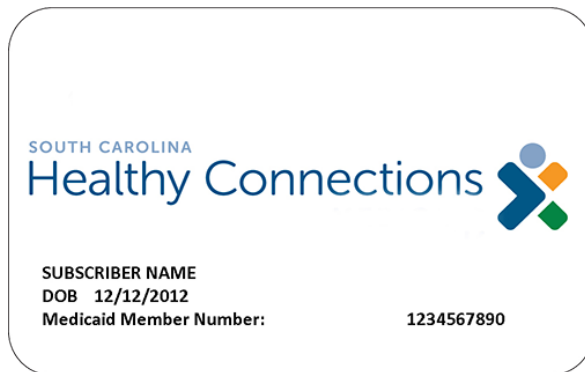 SOUTH CAROLINA
Healthy Connections
SUBSCRIBER NAME
DOB 12/12/2012
Medicaid Member Number: 1234567890